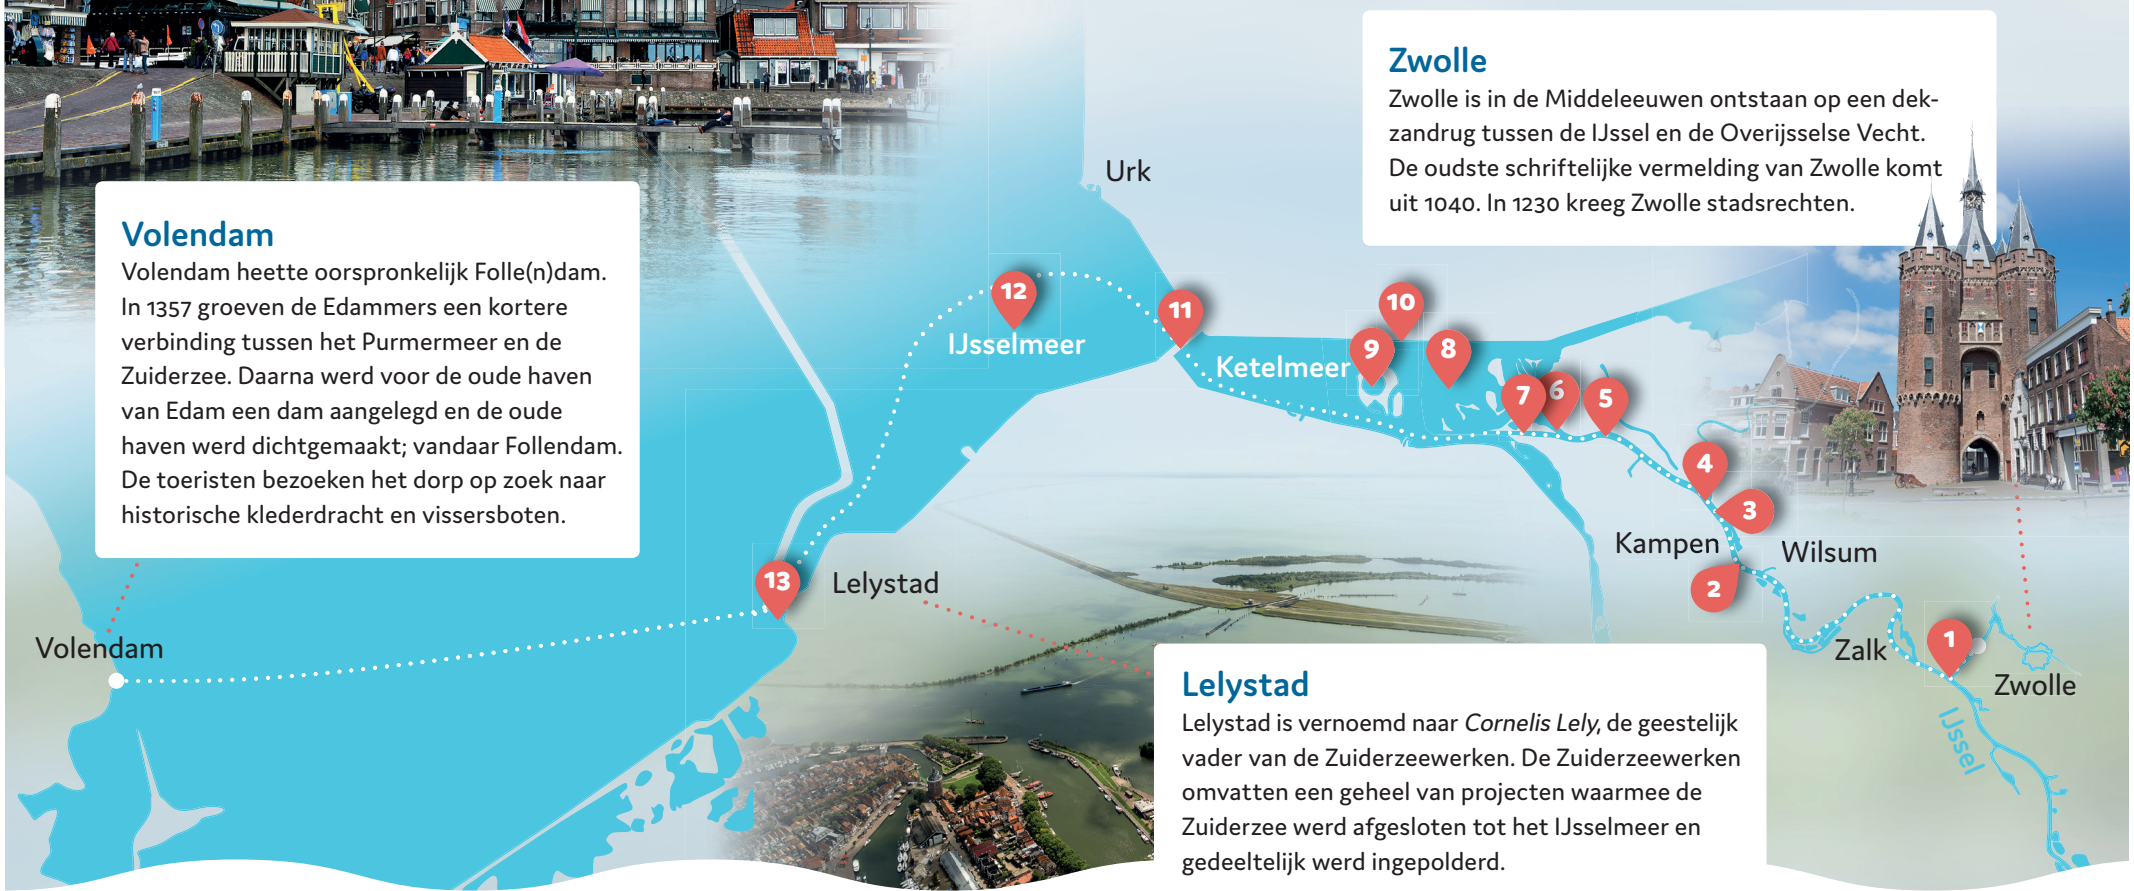 Zwolle
Zwolle is in de Middeleeuwen ontstaan op een dek-
zandrug tussen de IJssel en de Overijsselse Vecht.
De oudste schriftelijke vermelding van Zwolle komt
uit 1040. In 1230 kreeg Zwolle stadsrechten.
Urk
Volendam
Volendam heette oorspronkelijk Folle(n)dam.
In 1357 groeven de Edammers een kortere
verbinding tussen het Purmermeer en de
Zuiderzee. Daarna werd voor de oude haven
van Edam een dam aangelegd en de oude
haven werd dichtgemaakt; vandaar Follendam.
De toeristen bezoeken het dorp op zoek naar
historische klederdracht en vissersboten.
12
IJsselmeer
11
10
9
8
Ketelmeer
7
6
5
4
3
Kampen
Wilsum
2
13
Lelystad
Volendam
1
Zalk
Zwolle
IJssel
Lelystad
Lelystad is vernoemd naar Cornelis Lely, de geestelijk
vader van de Zuiderzeewerken. De Zuiderzeewerken
omvatten een geheel van projecten waarmee de
Zuiderzee werd afgesloten tot het IJsselmeer en
gedeeltelijk werd ingepolderd.